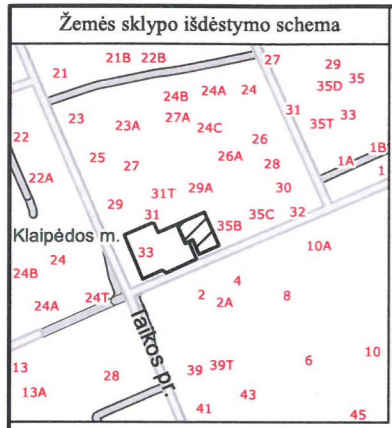 Žemės sklypo išdėstymo schema
21B 22B 27
21 29
35D 35
24B 24A 24
23 27A 31 33
22 23A 24C 35T
26 1B
25 26A 1A
27 28 1
22A
29A 30
31T
29 31 35C 32
35B
Klaipėdos m. 33 10A
24
24B 4
24T 2 8
24A 2A
Taikos pr.
13 28 39 39T 6 10
13A 43
41 45